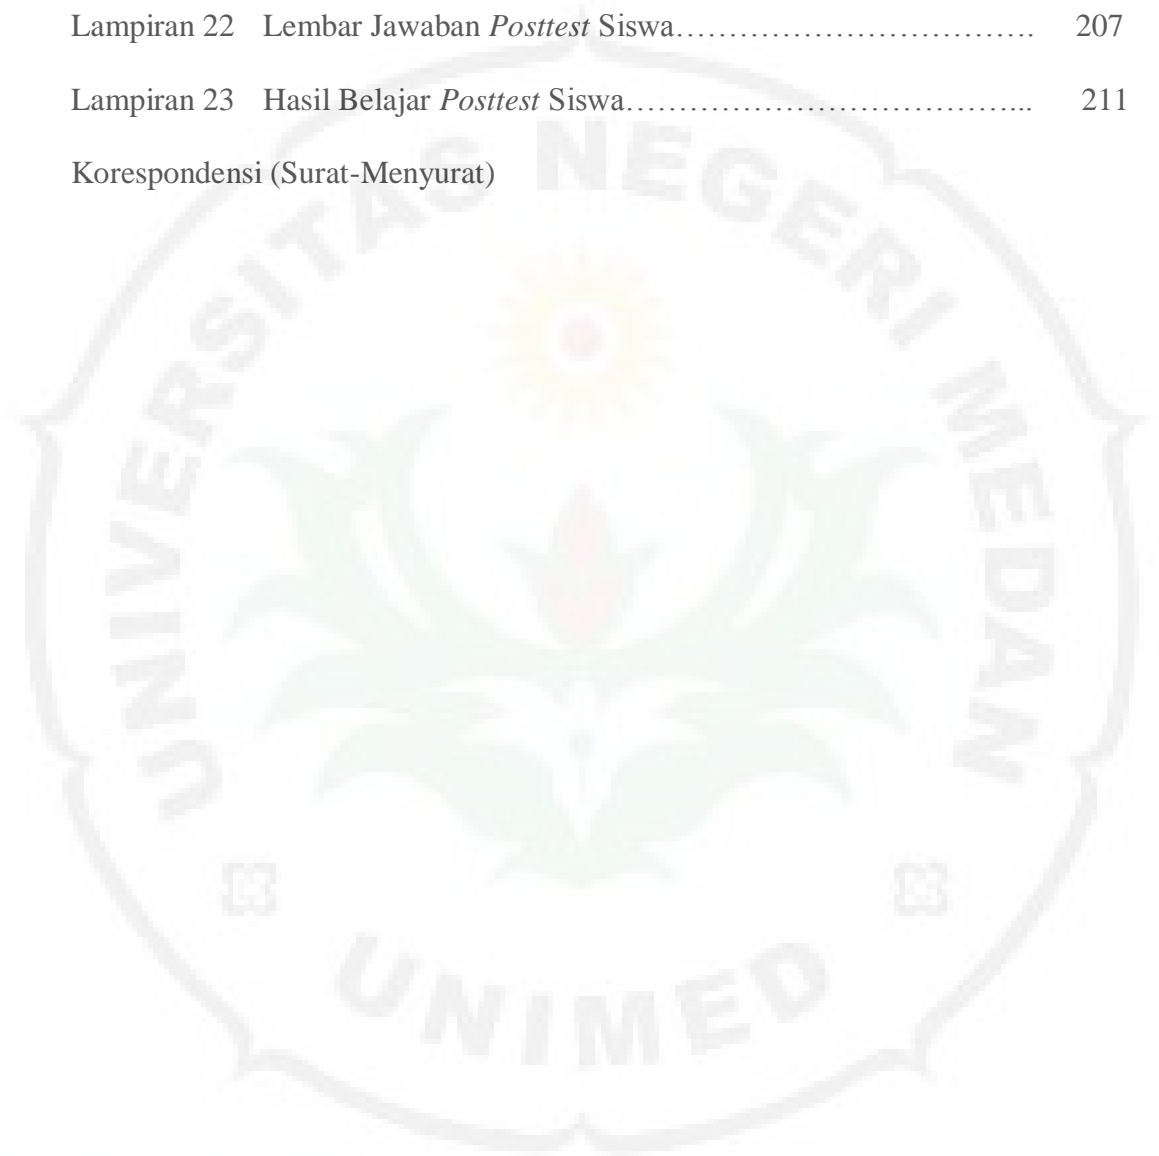 Lampiran 22 Lembar Jawaban Posttest Siswa……………………………. 207
Lampiran 23 Hasil Belajar Posttest Siswa………………………………... 211
Korespondensi (Surat-Menyurat)
UNIVERSITAS NEGERI MEDAN
UNIMED